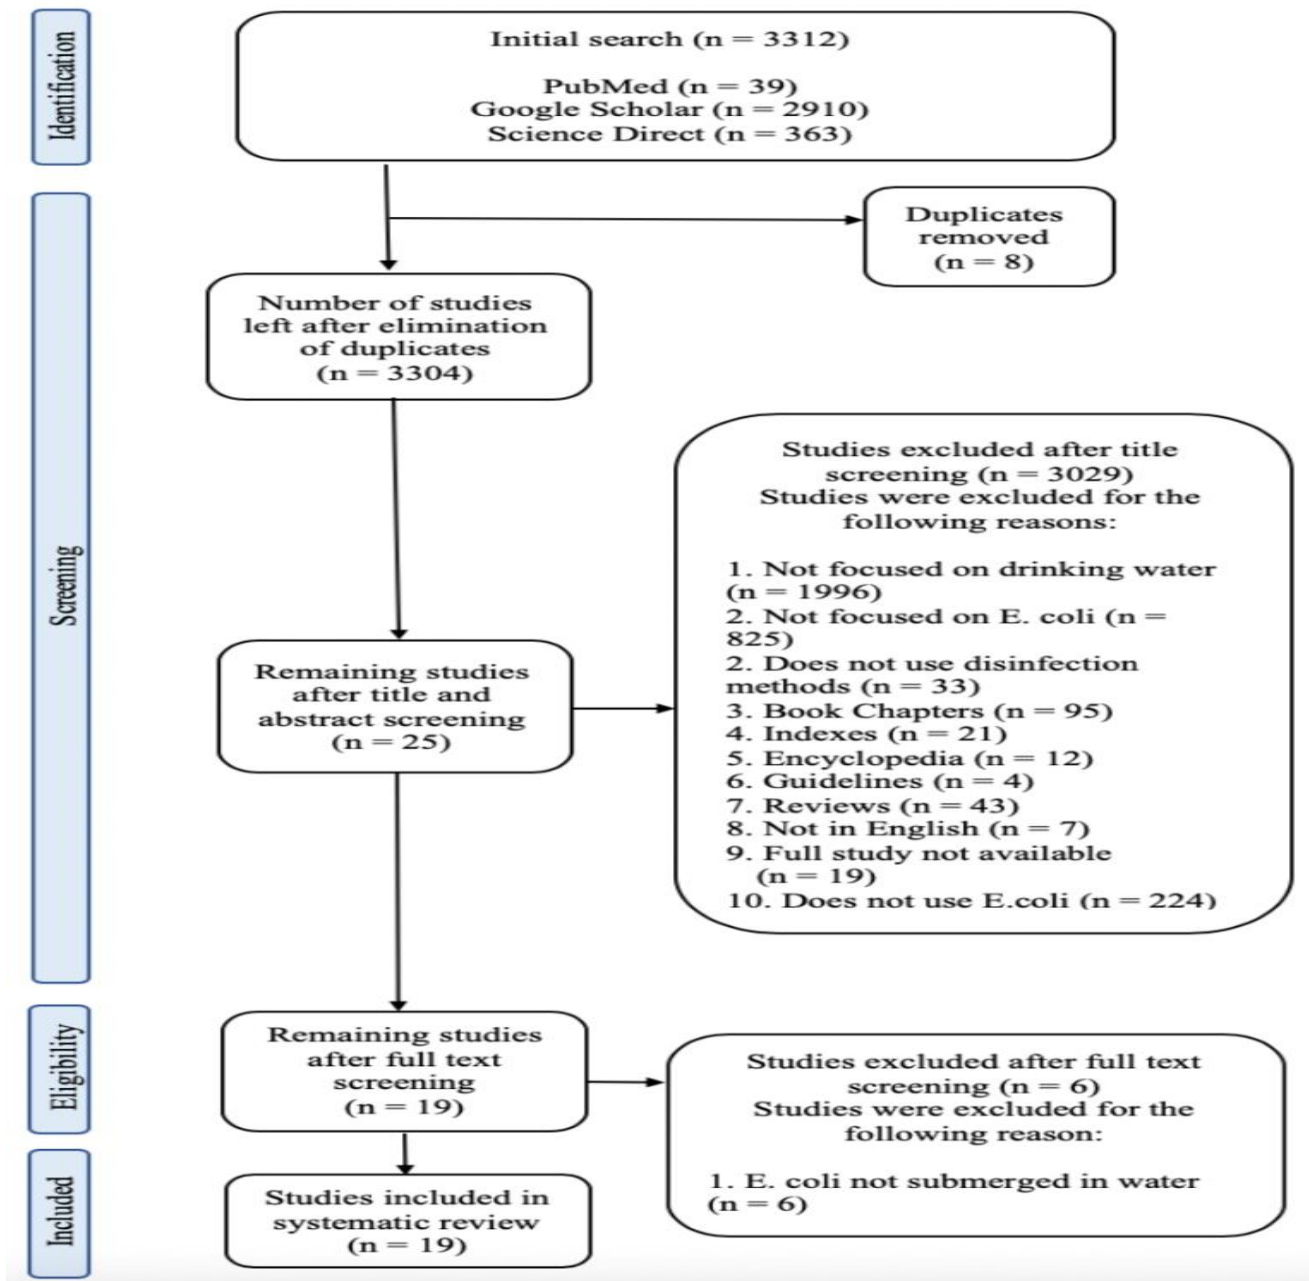 Identification
Initial search (n = 3312)
PubMed (n = 39)
Google Scholar (n = 2910)
Science Direct (n = 363)
Screening
Duplicates
removed
(n = 8)
Number of studies
left after elimination
of duplicates
(n = 3304)
Studies excluded after title
screening (n = 3029)
Studies were excluded for the
following reasons:
1. Not focused on drinking water
(n = 1996)
2. Not focused on E. coli (n =
825)
2. Does not use disinfection
methods (n = 33)
3. Book Chapters (n = 95)
4. Indexes (n = 21)
5. Encyclopedia (n = 12)
6. Guidelines (n = 4)
7. Reviews (n = 43)
8. Not in English (n = 7)
9. Full study not available
(n = 19)
10. Does not use E.coli (n = 224)
Remaining studies
after title and
abstract screening
(n = 25)
Eligibility
Remaining studies
after full text
screening
(n = 19)
Studies excluded after full text
screening (n = 6)
Studies were excluded for the
following reason:
1. E. coli not submerged in water
(n = 6)
Included
Studies included in
systematic review
(n = 19)